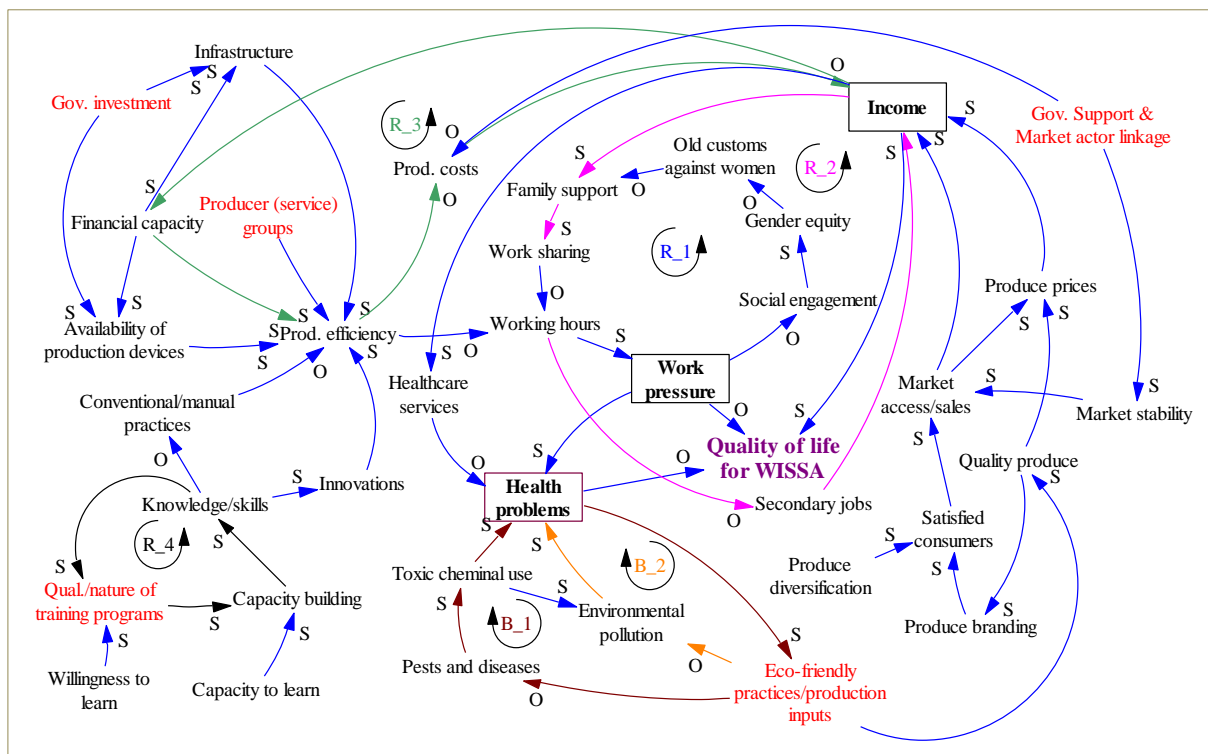 Infrastructure
S
S
Gov. investment
S
S
R_3
O
Prod. costs
O
O
Income
S
S
S
Gov. Support &
Market actor linkage
Old customs
against women
O
R_2
S
Family support
O
Gender equity
O
S
Financial capacity
Producer (service)
groups
S
Work sharing
R_1
S
Social engagement
O
Produce prices
S
S
S
S
Availability of
production devices
S
S
S
S
Prod. efficiency
S
S
O
O
Working hours
O
S
Work
pressure
S
Healthcare
services
Conventional/manual
practices
O
O
S
Market
access/sales
S
S
S
Market stability
Quality of life
for WISSA
O
S
O
Knowledge/skills
S
Innovations
O
Health
problems
S
S
Quality produce
S
Secondary jobs
O
R_4
S
S
Satisfied
consumers
S
S
Produce
diversification
S
Qual./nature of
training programs
S
Capacity building
S
S
Toxic cheminal use
S
B_2
Environmental
pollution
B_1
S
Produce branding
S
S
Willingness to
learn
Capacity to learn
Pests and diseases
O
O
Eco-friendly
practices/production
inputs